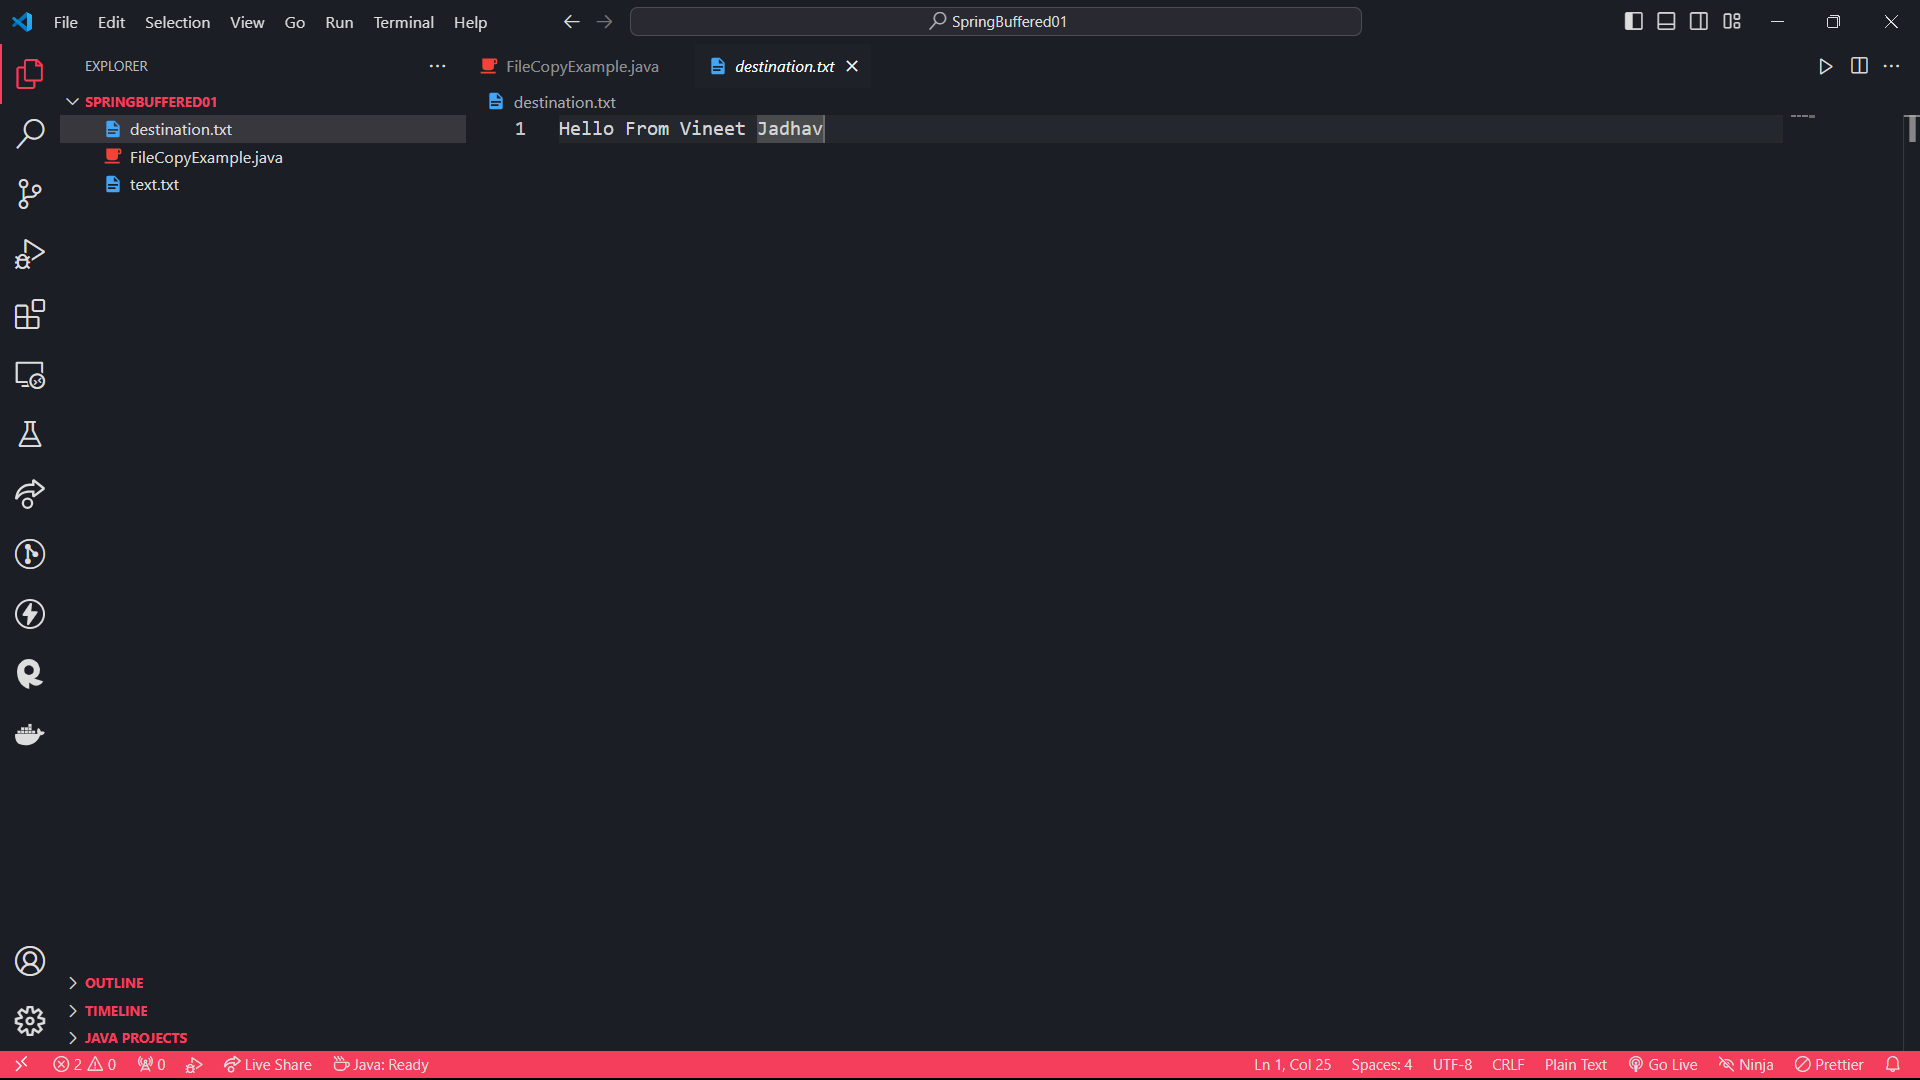 File Edit Selection View Go Run Terminal Help
SpringBuffered01
EXPLORER
FileCopyExample.java
destination.txt
SPRINGBUFFERED01
destination.txt
FileCopyExample.java
text.txt
destination.txt
1 Hello From Vineet Jadhav
OUTLINE
TIMELINE
JAVA PROJECTS
2 0 0 Live Share Java: Ready Ln 1, Col 25 Spaces: 4 UTF-8 CRLF Plain Text Go Live Ninja Prettier